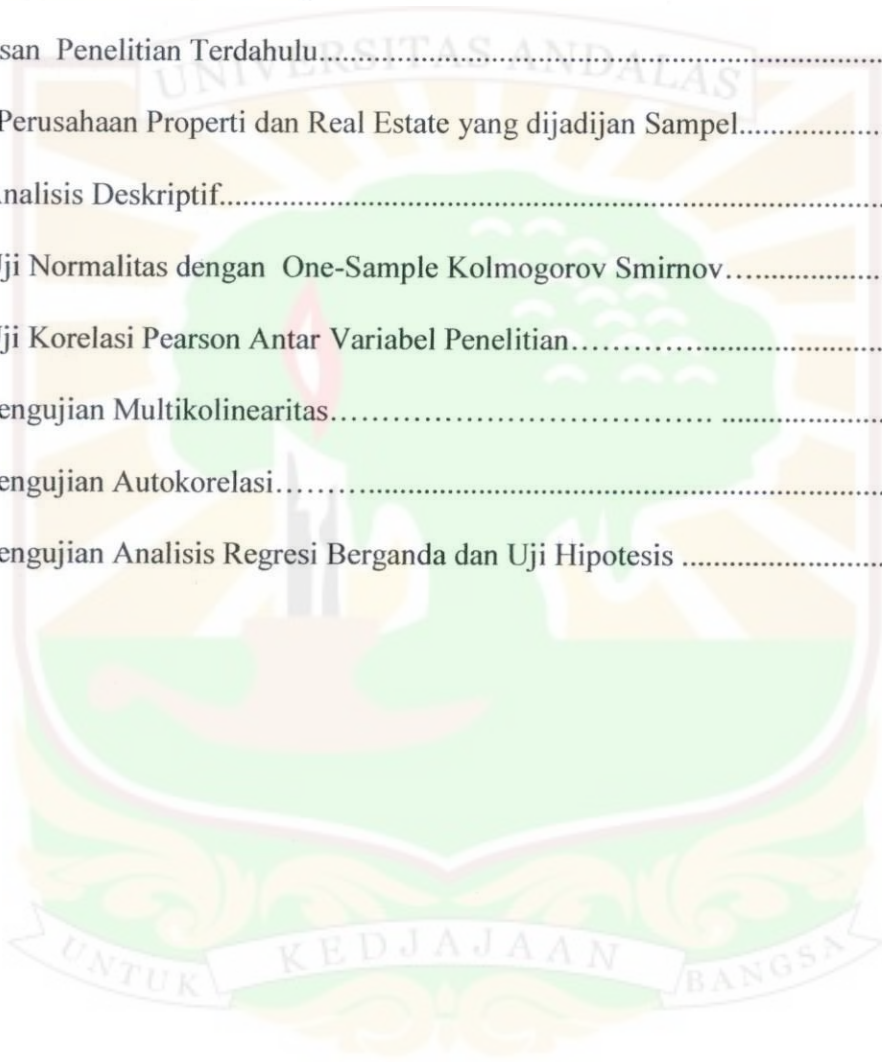 san Penelitian Terdahulu..........................................................................
UNIVERSITAS ANDALAS
Perusahaan Properti dan Real Estate yang dijadijan Sampel..................
nalisis Deskriptif.....................................................................................
ji Normalitas dengan One-Sample Kolmogorov Smirnov…..................
ji Korelasi Pearson Antar Variabel Penelitian…………........................
engujian Multikolinearitas………………………………… .....................
engujian Autokorelasi………..................................................................
engujian Analisis Regresi Berganda dan Uji Hipotesis ..........................
UNTUK KEDJAJAAN BANGSA